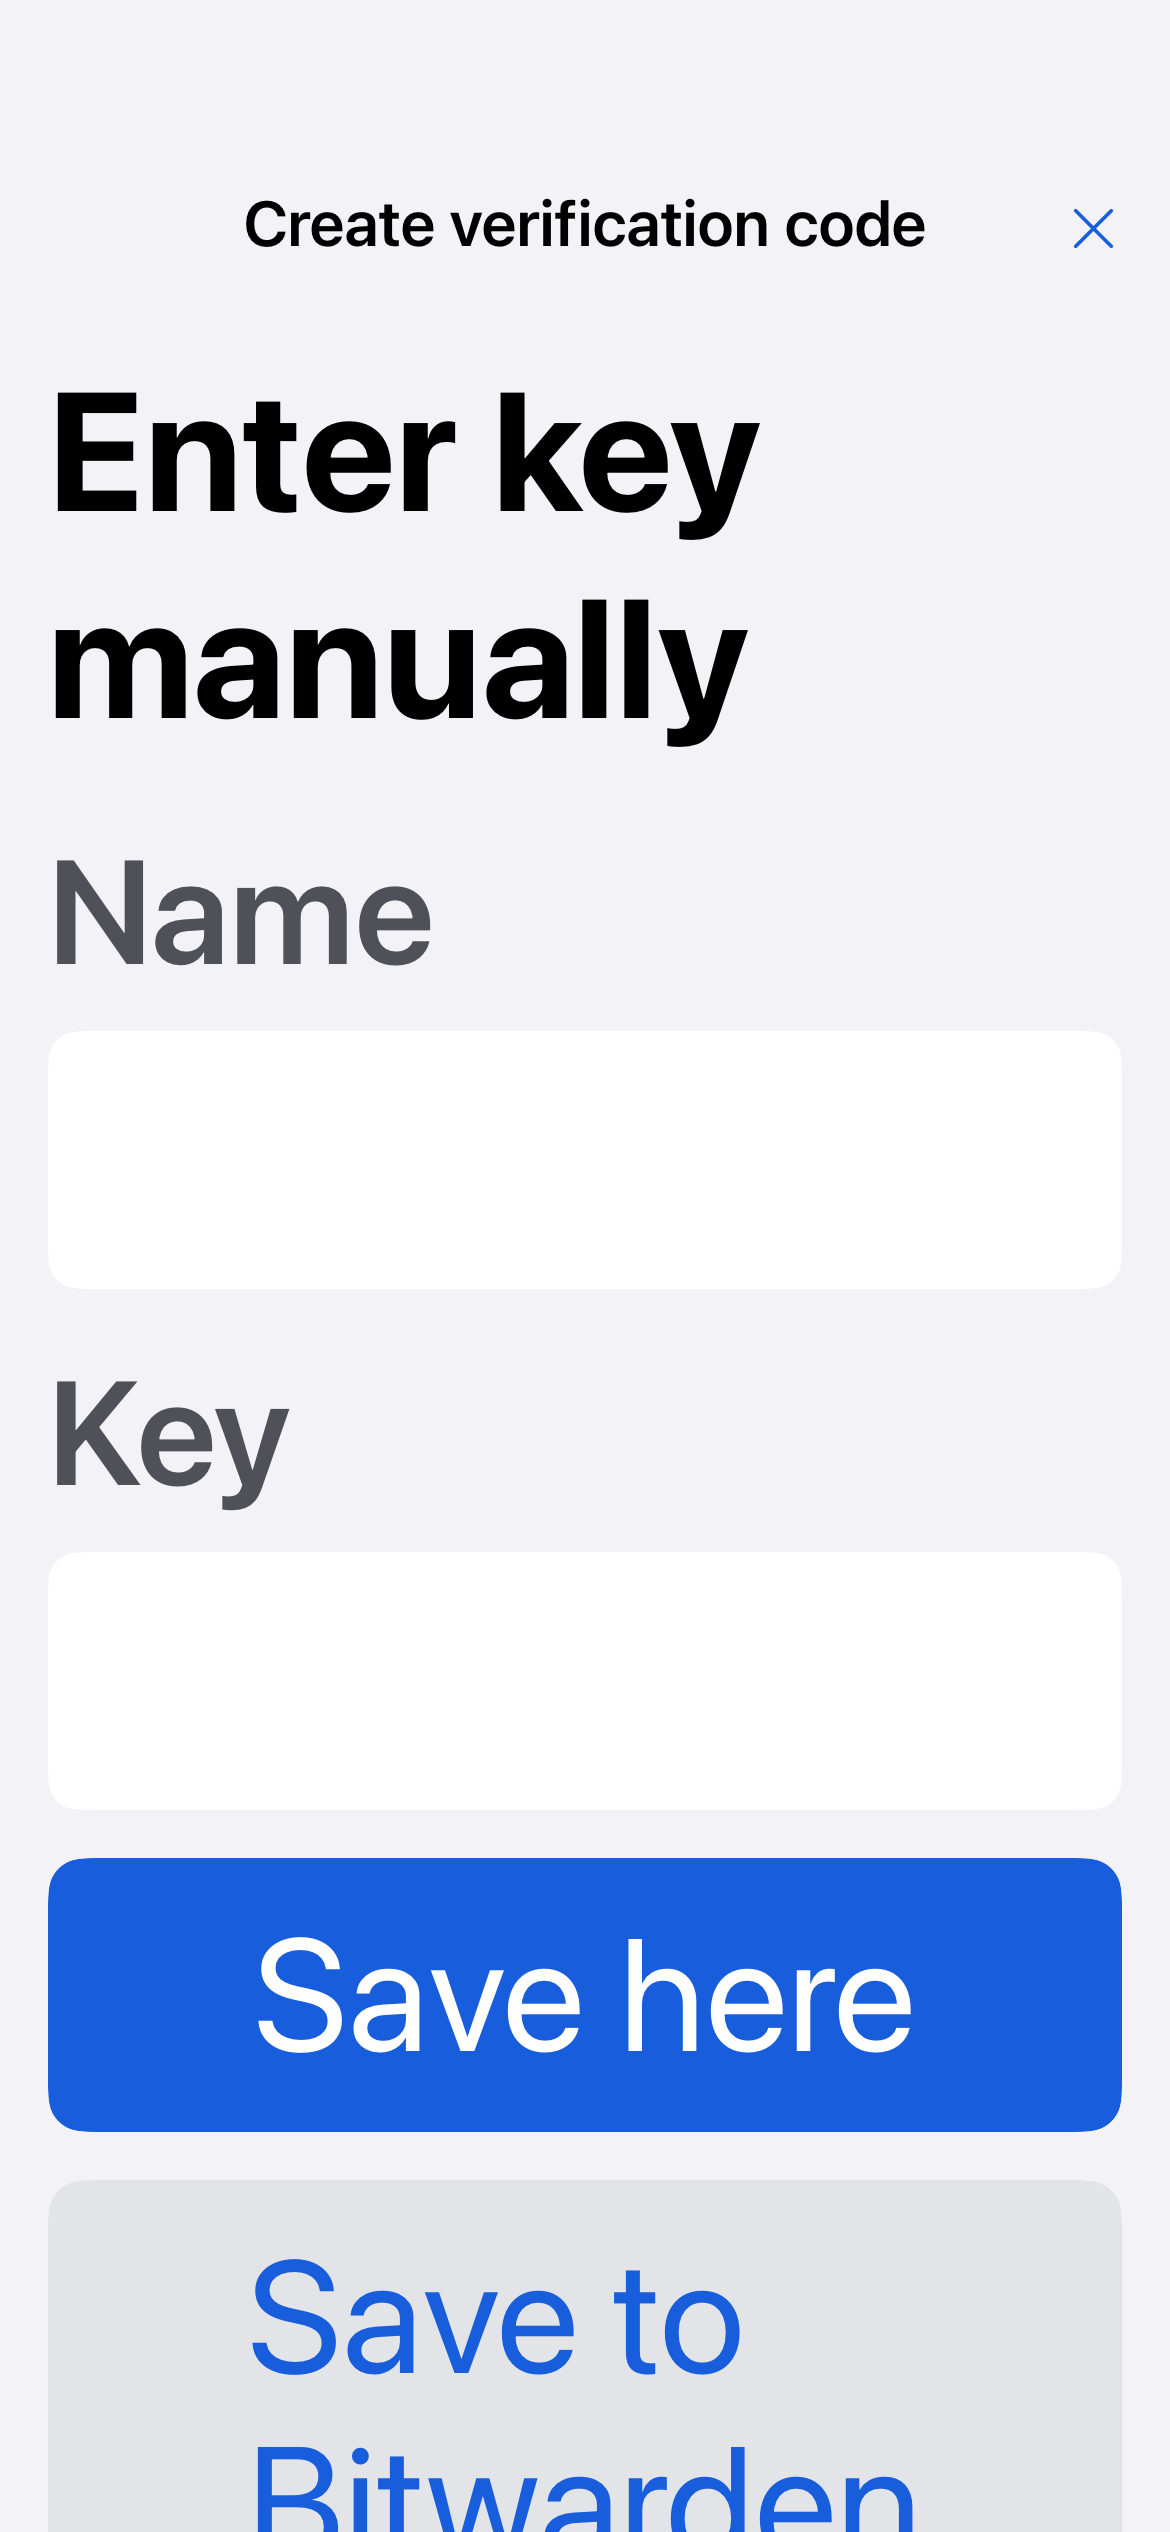 Create verification code
Enter key
manually
Name
Key
Save here
Save to
Bitwarden